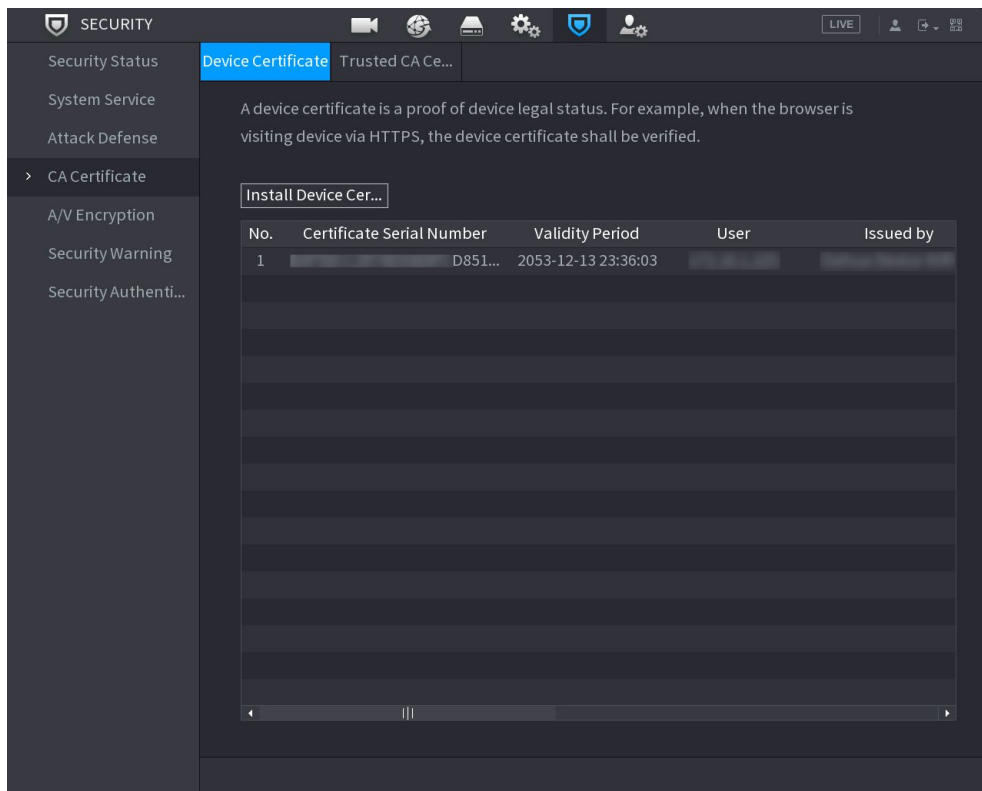 SECURITY
LIVE
Security Status
System Service
Attack Defense
CA Certificate
A/V Encryption
Security Warning
Security Authenti...
Device Certificate
Trusted CA Ce...
A device certificate is a proof of device legal status. For example, when the browser is
visiting device via HTTPS, the device certificate shall be verified.
Install Device Cer...
No. Certificate Serial Number Validity Period User Issued by
1 D851... 2053-12-13 23:36:03